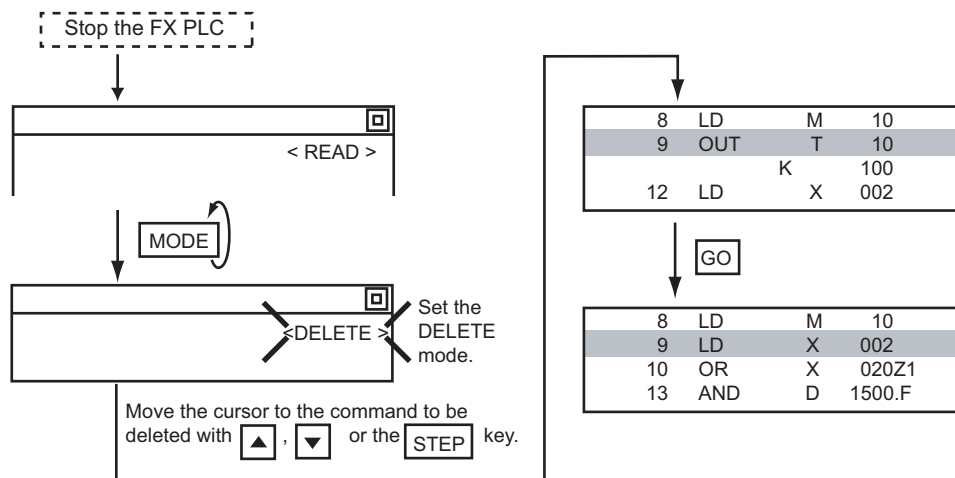 Stop the FX PLC
< READ >
MODE
<DELETE >
Set the
DELETE
mode.
Move the cursor to the command to be
deleted with ▲ , ▼ or the STEP key.
8 LD M 10
9 OUT T 10
K 100
12 LD X 002
GO
8 LD M 10
9 LD X 002
10 OR X 020Z1
13 AND D 1500.F